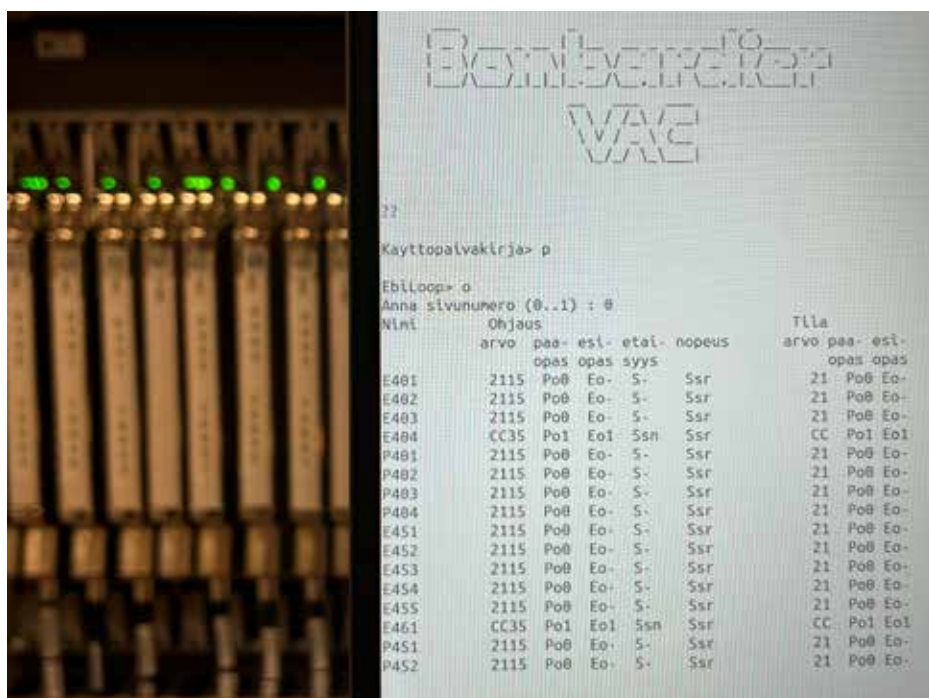 Bombardier
VAE
??
Kayttopaivakirja> p
EbiLoop> o
Anna sivunumero (0..1) : 0
Nimi Ohjaus Tila
arvo paa- esi- etai- nopeus arvo paa- esi-
opas opas syys opas opas
E401 2115 Po0 Eo- S- Ssr 21 Po0 Eo-
E402 2115 Po0 Eo- S- Ssr 21 Po0 Eo-
E403 2115 Po0 Eo- S- Ssr 21 Po0 Eo-
E404 CC35 Po1 Eo1 Ssn Ssr CC Po1 Eo1
P401 2115 Po0 Eo- S- Ssr 21 Po0 Eo-
P402 2115 Po0 Eo- S- Ssr 21 Po0 Eo-
P403 2115 Po0 Eo- S- Ssr 21 Po0 Eo-
P404 2115 Po0 Eo- S- Ssr 21 Po0 Eo-
E451 2115 Po0 Eo- S- Ssr 21 Po0 Eo-
E452 2115 Po0 Eo- S- Ssr 21 Po0 Eo-
E453 2115 Po0 Eo- S- Ssr 21 Po0 Eo-
E454 2115 Po0 Eo- S- Ssr 21 Po0 Eo-
E455 2115 Po0 Eo- S- Ssr 21 Po0 Eo-
E461 CC35 Po1 Eo1 Ssn Ssr CC Po1 Eo1
P451 2115 Po0 Eo- S- Ssr 21 Po0 Eo-
P452 2115 Po0 Eo- S- Ssr 21 Po0 Eo-